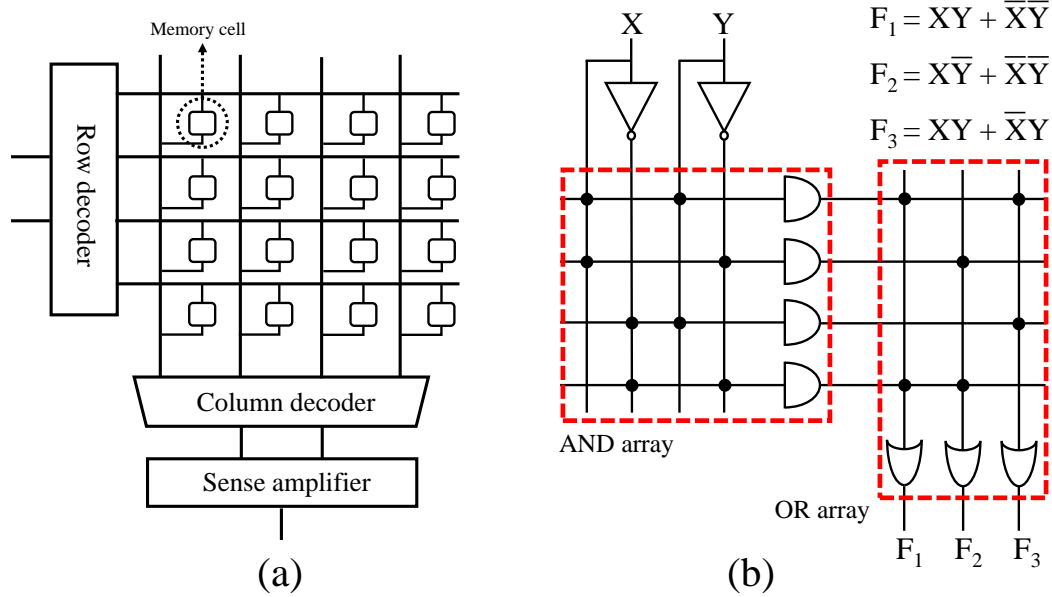 Memory cell
Row decoder
Column decoder
Sense amplifier
(a)
X Y
F₁ = XY + X̅Y̅
F₂ = XY̅ + X̅Y̅
F₃ = XY + X̅Y
AND array
OR array
F₁ F₂ F₃
(b)